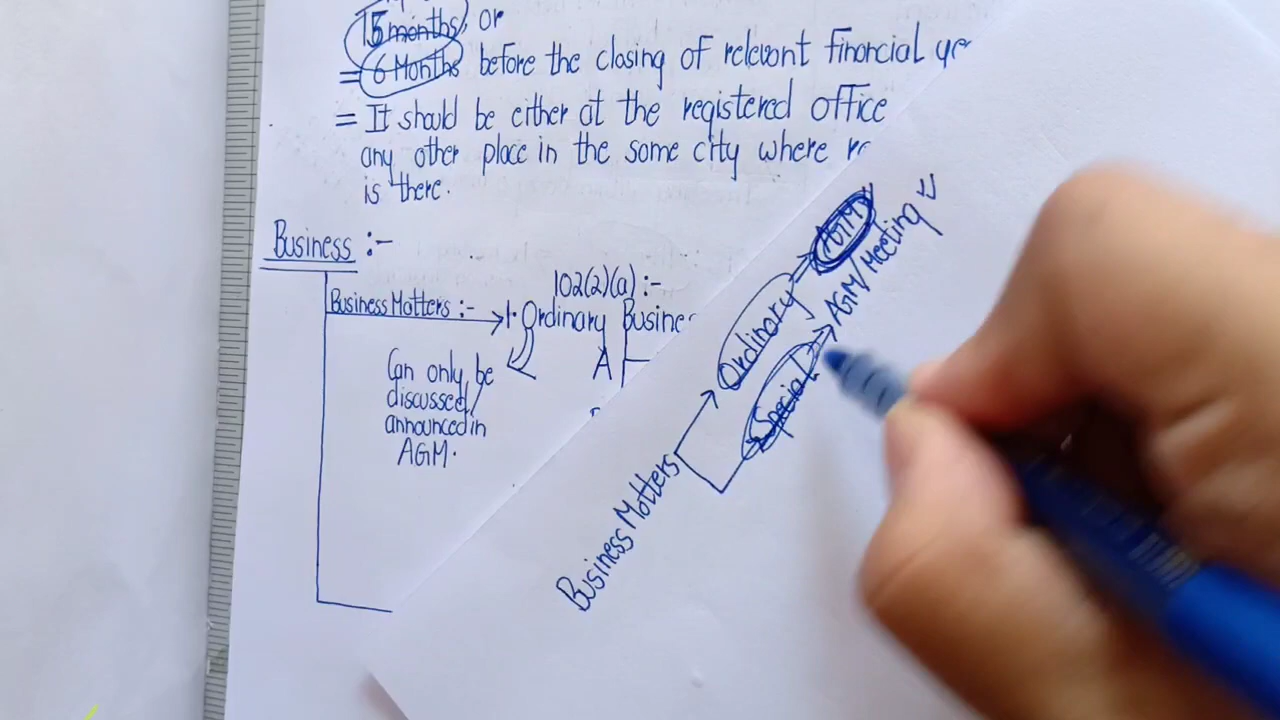 15 months, or
= 6 Months before the closing of relevant financial
= It should be either at the registered office
any other place in the same city where
is there.
Business :-
102(2)(a) :-
Business Matters :- 1. Ordinary
A
Can only be
discussed/
announced in
AGM.
Business Matters
Ordinary
AGM
Special
AGM/Meeting